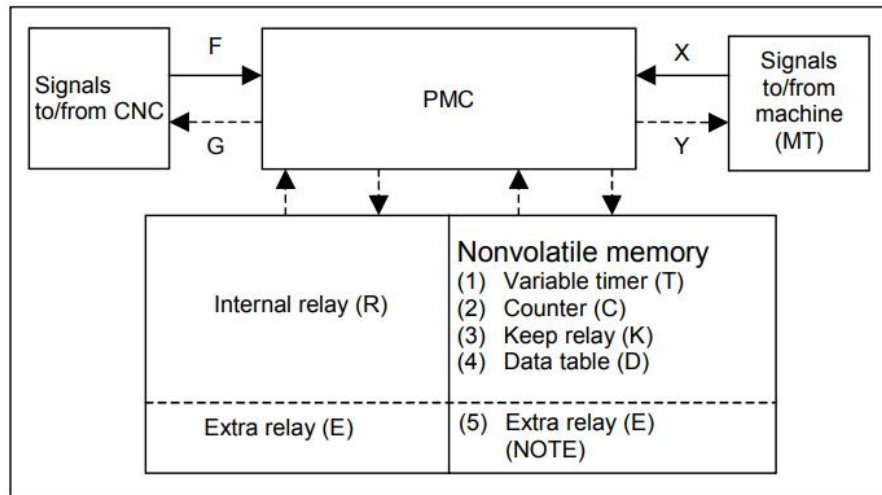 F
Signals
to/from CNC
G
PMC
X
Y
Signals
to/from
machine
(MT)
Internal relay (R)
Extra relay (E)
Nonvolatile memory
(1) Variable timer (T)
(2) Counter (C)
(3) Keep relay (K)
(4) Data table (D)
(5) Extra relay (E)
(NOTE)